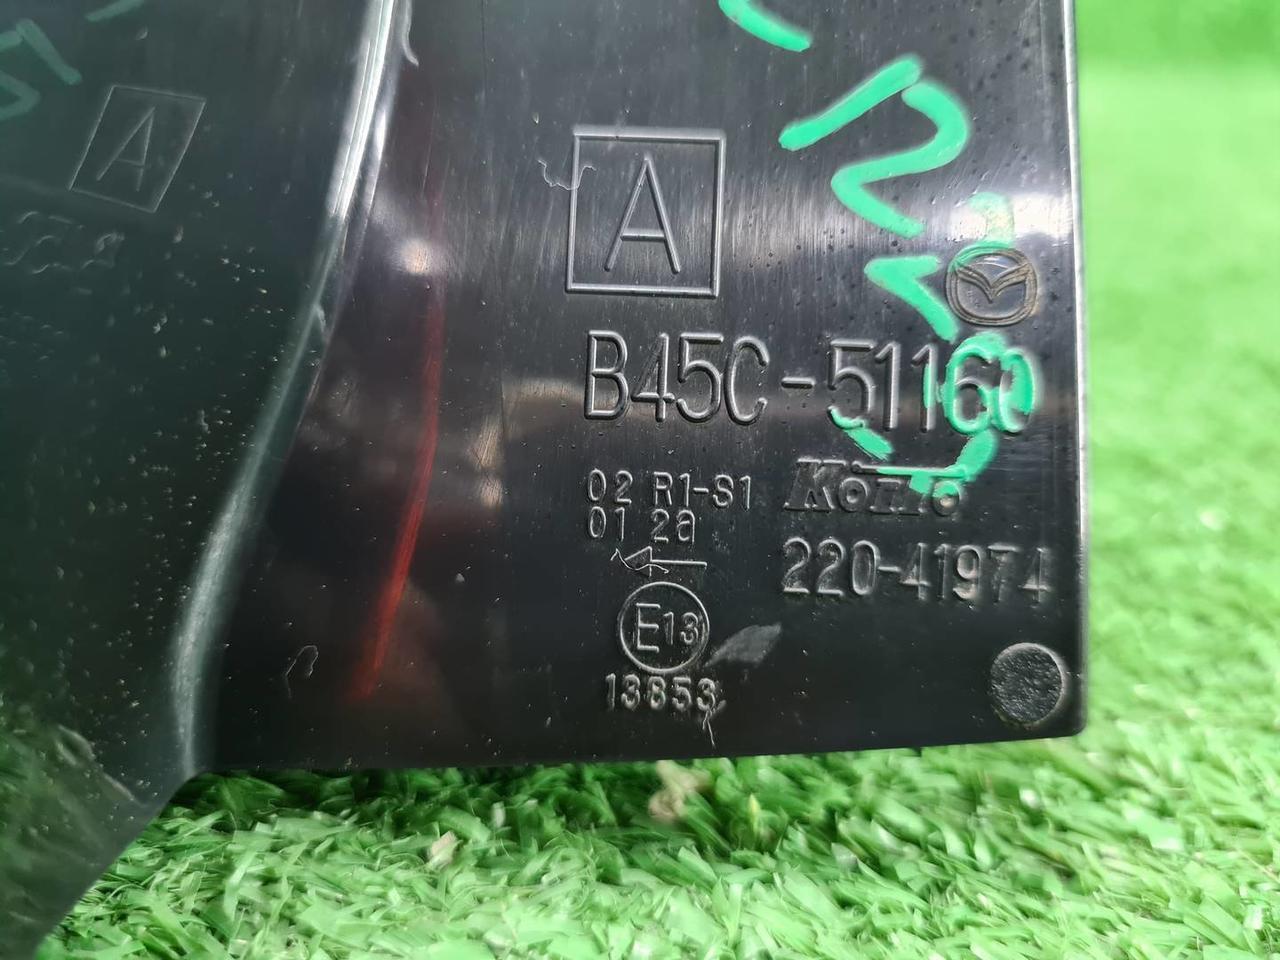 A
A
B45C-51160
02 R1-S1
01 2a
Koito
220-41974
E13
13853